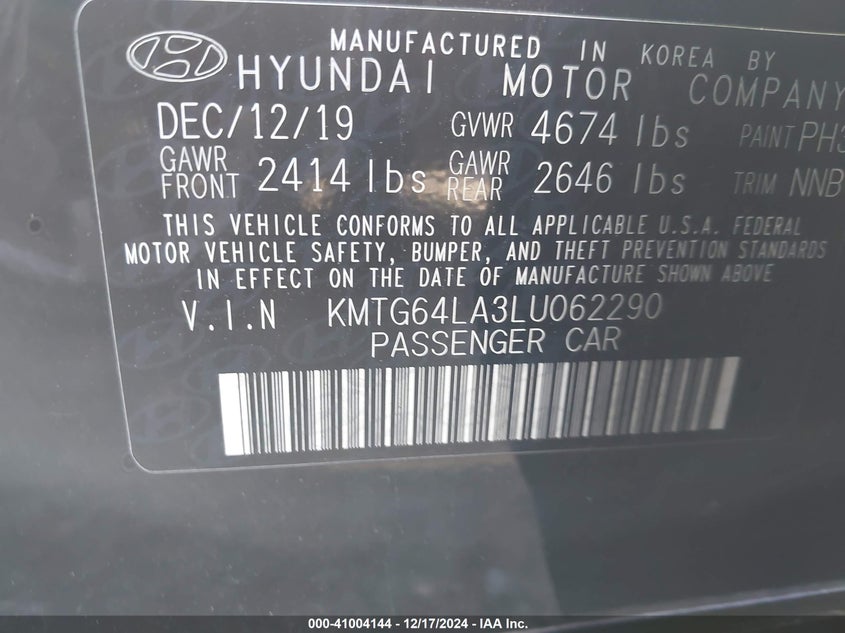 MANUFACTURED IN KOREA BY
HYUNDAI MOTOR COMPANY
DEC/12/19 GVWR 4674 lbs PAINT
GAWR FRONT 2414 lbs GAWR REAR 2646 lbs TRIM NNB
THIS VEHICLE CONFORMS TO ALL APPLICABLE U.S.A. FEDERAL
MOTOR VEHICLE SAFETY, BUMPER, AND THEFT PREVENTION STANDARDS
IN EFFECT ON THE DATE OF MANUFACTURE SHOWN ABOVE
V.I.N KMTG64LA3LU062290
PASSENGER CAR
000-41004144 - 12/17/2024 - IAA Inc.